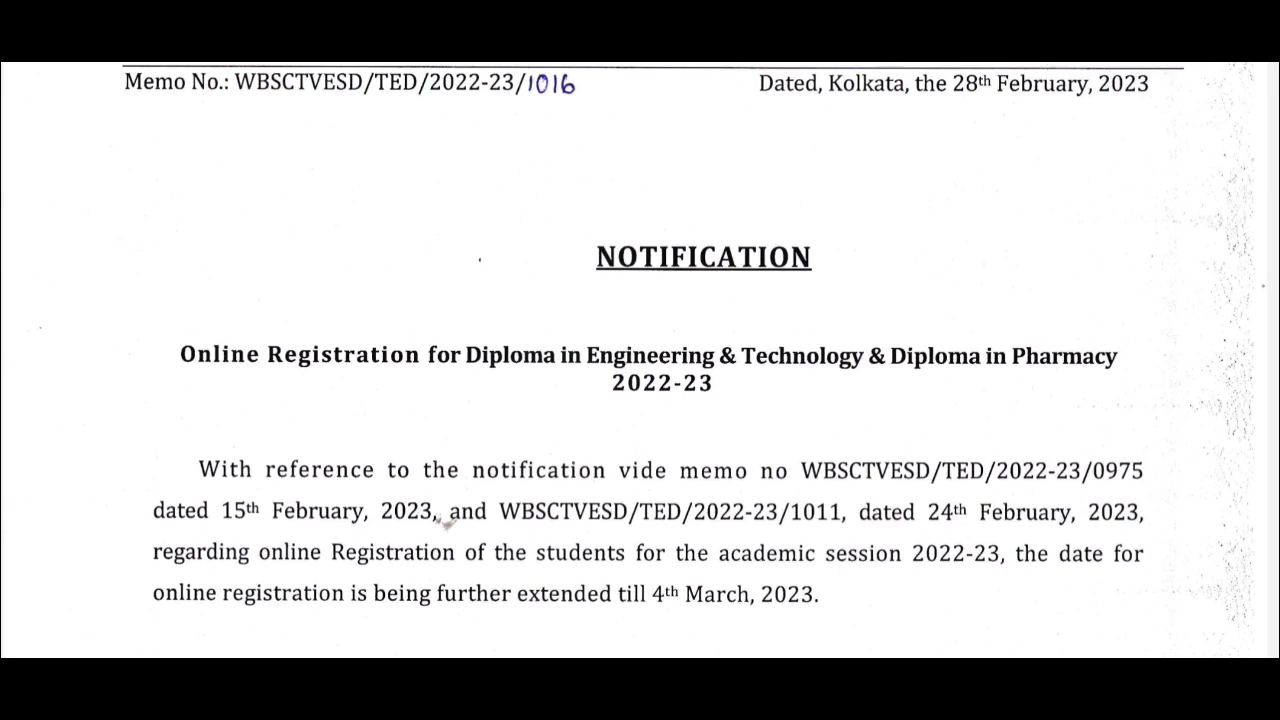 Memo No.: WBSCTVESD/TED/2022-23/1016 Dated, Kolkata, the 28th February, 2023
NOTIFICATION
Online Registration for Diploma in Engineering & Technology & Diploma in Pharmacy
2022-23
With reference to the notification vide memo no WBSCTVESD/TED/2022-23/0975
dated 15th February, 2023, and WBSCTVESD/TED/2022-23/1011, dated 24th February, 2023,
regarding online Registration of the students for the academic session 2022-23, the date for
online registration is being further extended till 4th March, 2023.